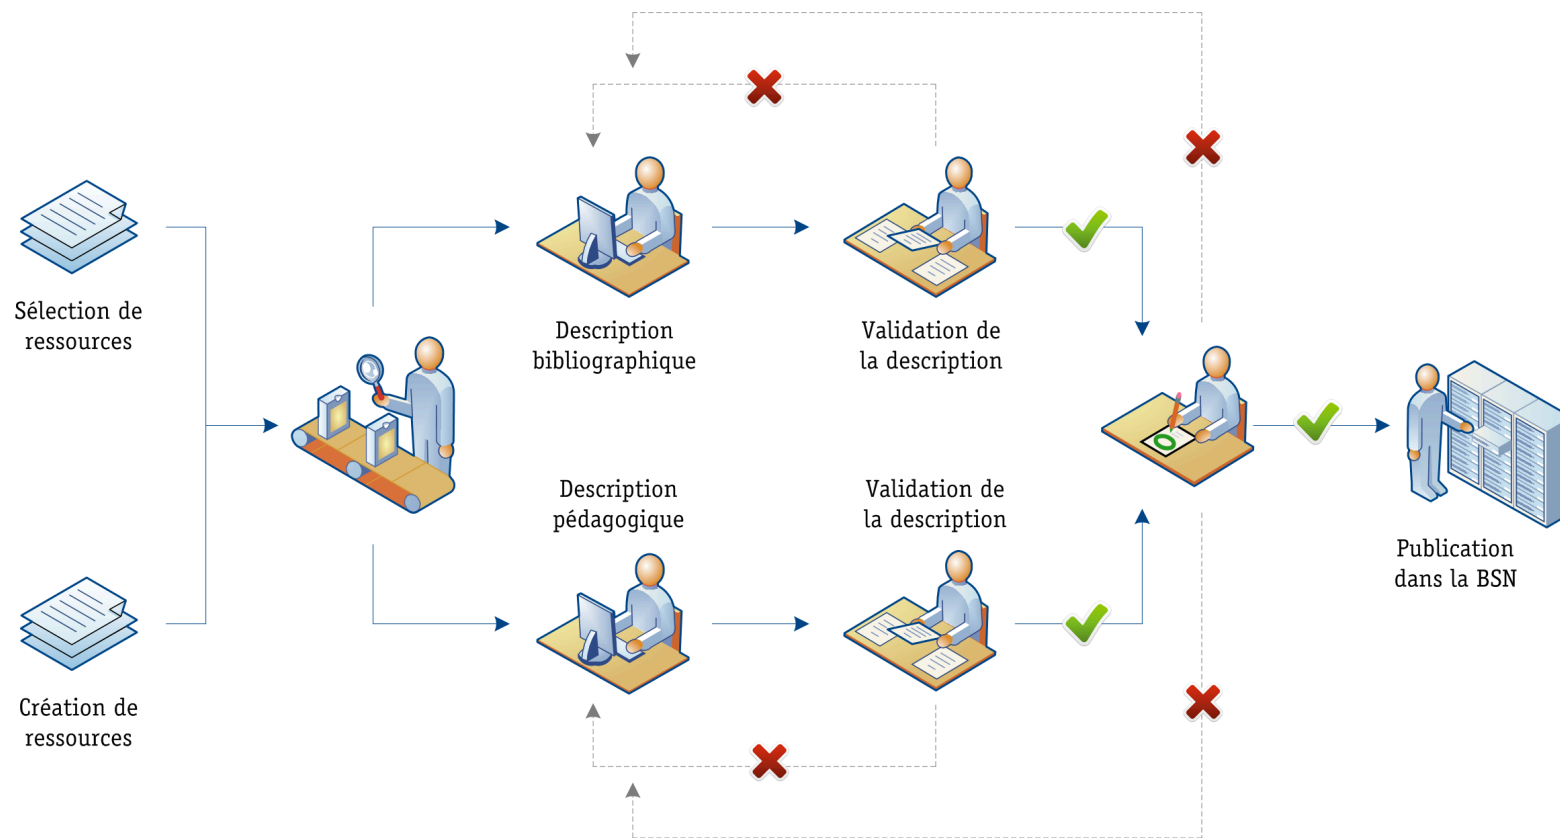 Sélection de
ressources
Description
bibliographique
Validation de
la description
Description
pédagogique
Validation de
la description
Publication
dans la BSN
Création de
ressources